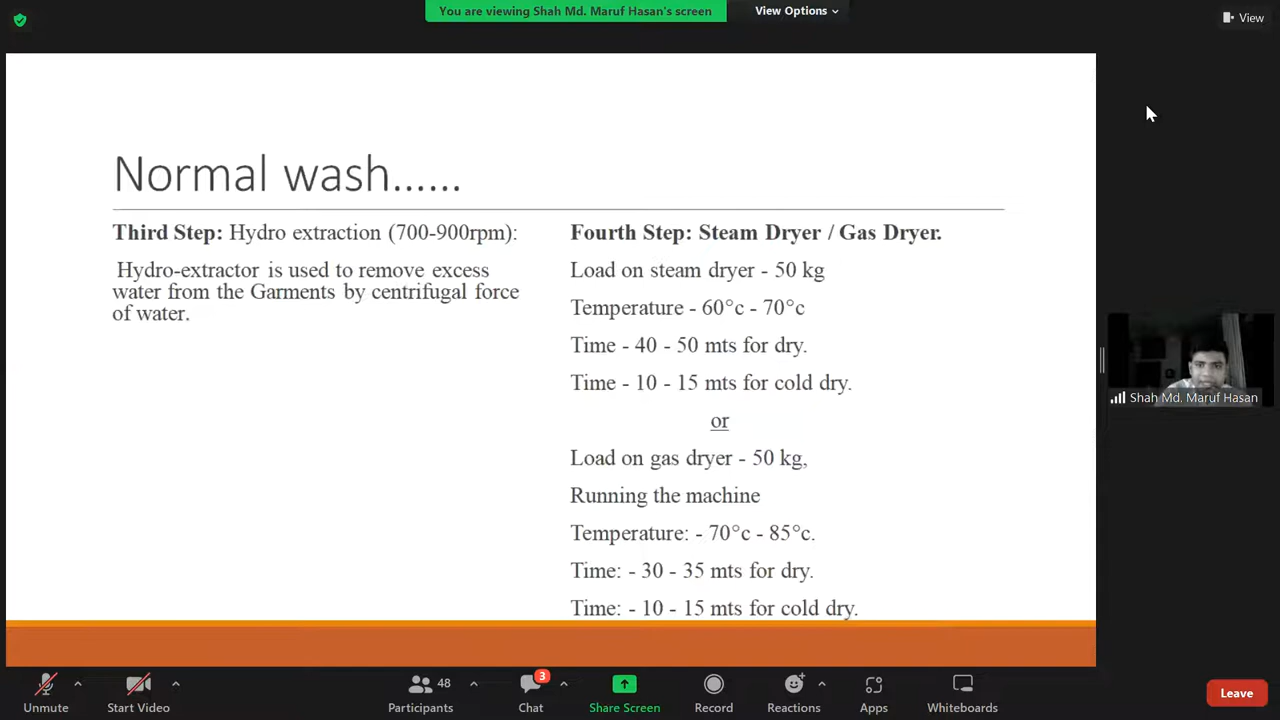 You are viewing Shah Md. Maruf Hasan's screen
View Options
View
Normal wash......
Third Step: Hydro extraction (700-900rpm):
Hydro-extractor is used to remove excess
water from the Garments by centrifugal force
of water.
Fourth Step: Steam Dryer / Gas Dryer.
Load on steam dryer - 50 kg
Temperature - 60°c - 70°c
Time - 40 - 50 mts for dry.
Time - 10 - 15 mts for cold dry.
or
Load on gas dryer - 50 kg,
Running the machine
Temperature: - 70°c - 85°c.
Time: - 30 - 35 mts for dry.
Time: - 10 - 15 mts for cold dry.
Shah Md. Maruf Hasan
Unmute
Start Video
48
Participants
3
Chat
Share Screen
Record
Reactions
Apps
Whiteboards
Leave